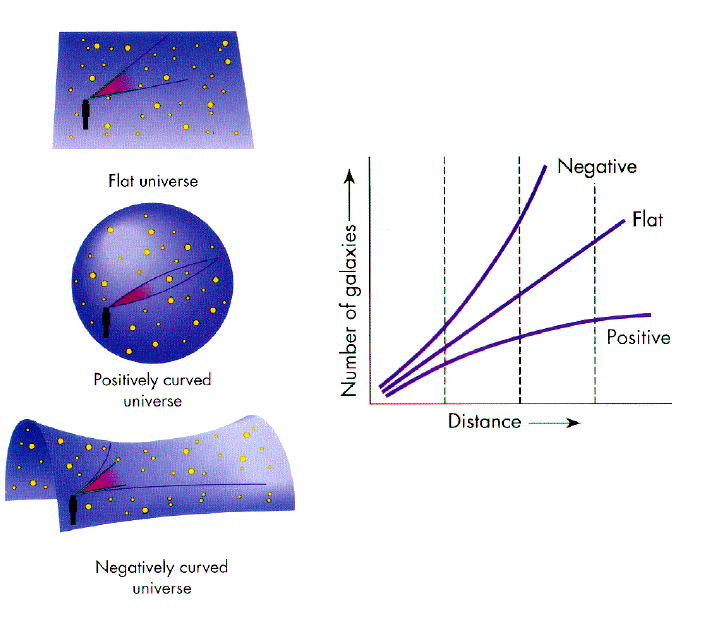 Flat universe
Positively curved
universe
Negatively curved
universe
Number of galaxies
Negative
Flat
Positive
Distance